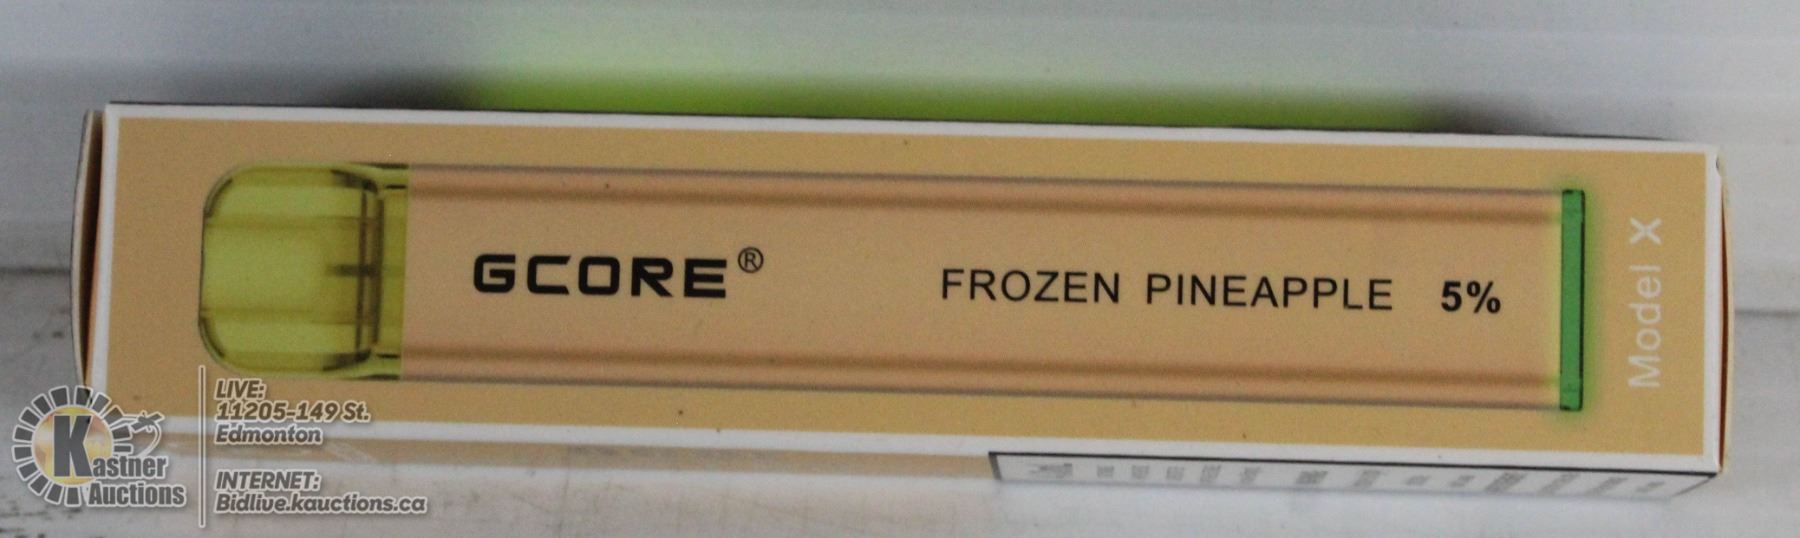 GCORE®
FROZEN PINEAPPLE 5%
Model X
Kastner
Auctions
LIVE:
11205-149 St.
Edmonton
INTERNET:
Bidlive.kauctions.ca